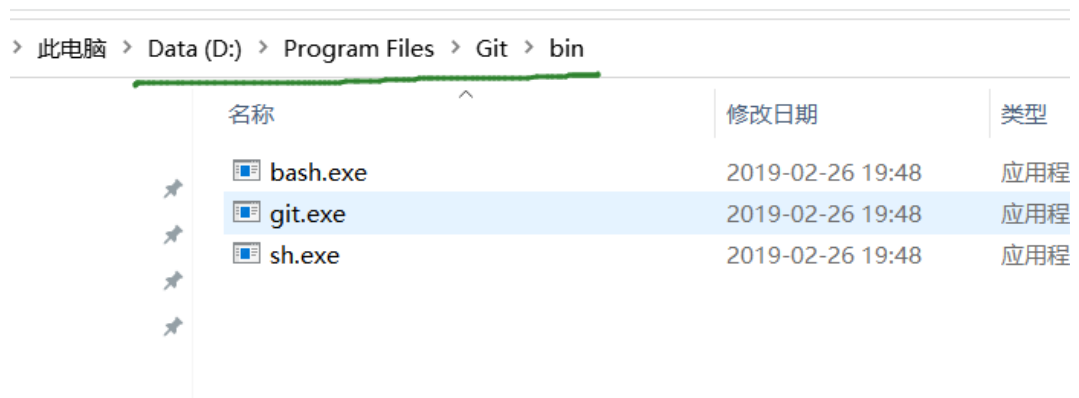 此电脑 > Data (D:) > Program Files > Git > bin
名称 修改日期 类型
bash.exe 2019-02-26 19:48 应用程
git.exe 2019-02-26 19:48 应用程
sh.exe 2019-02-26 19:48 应用程